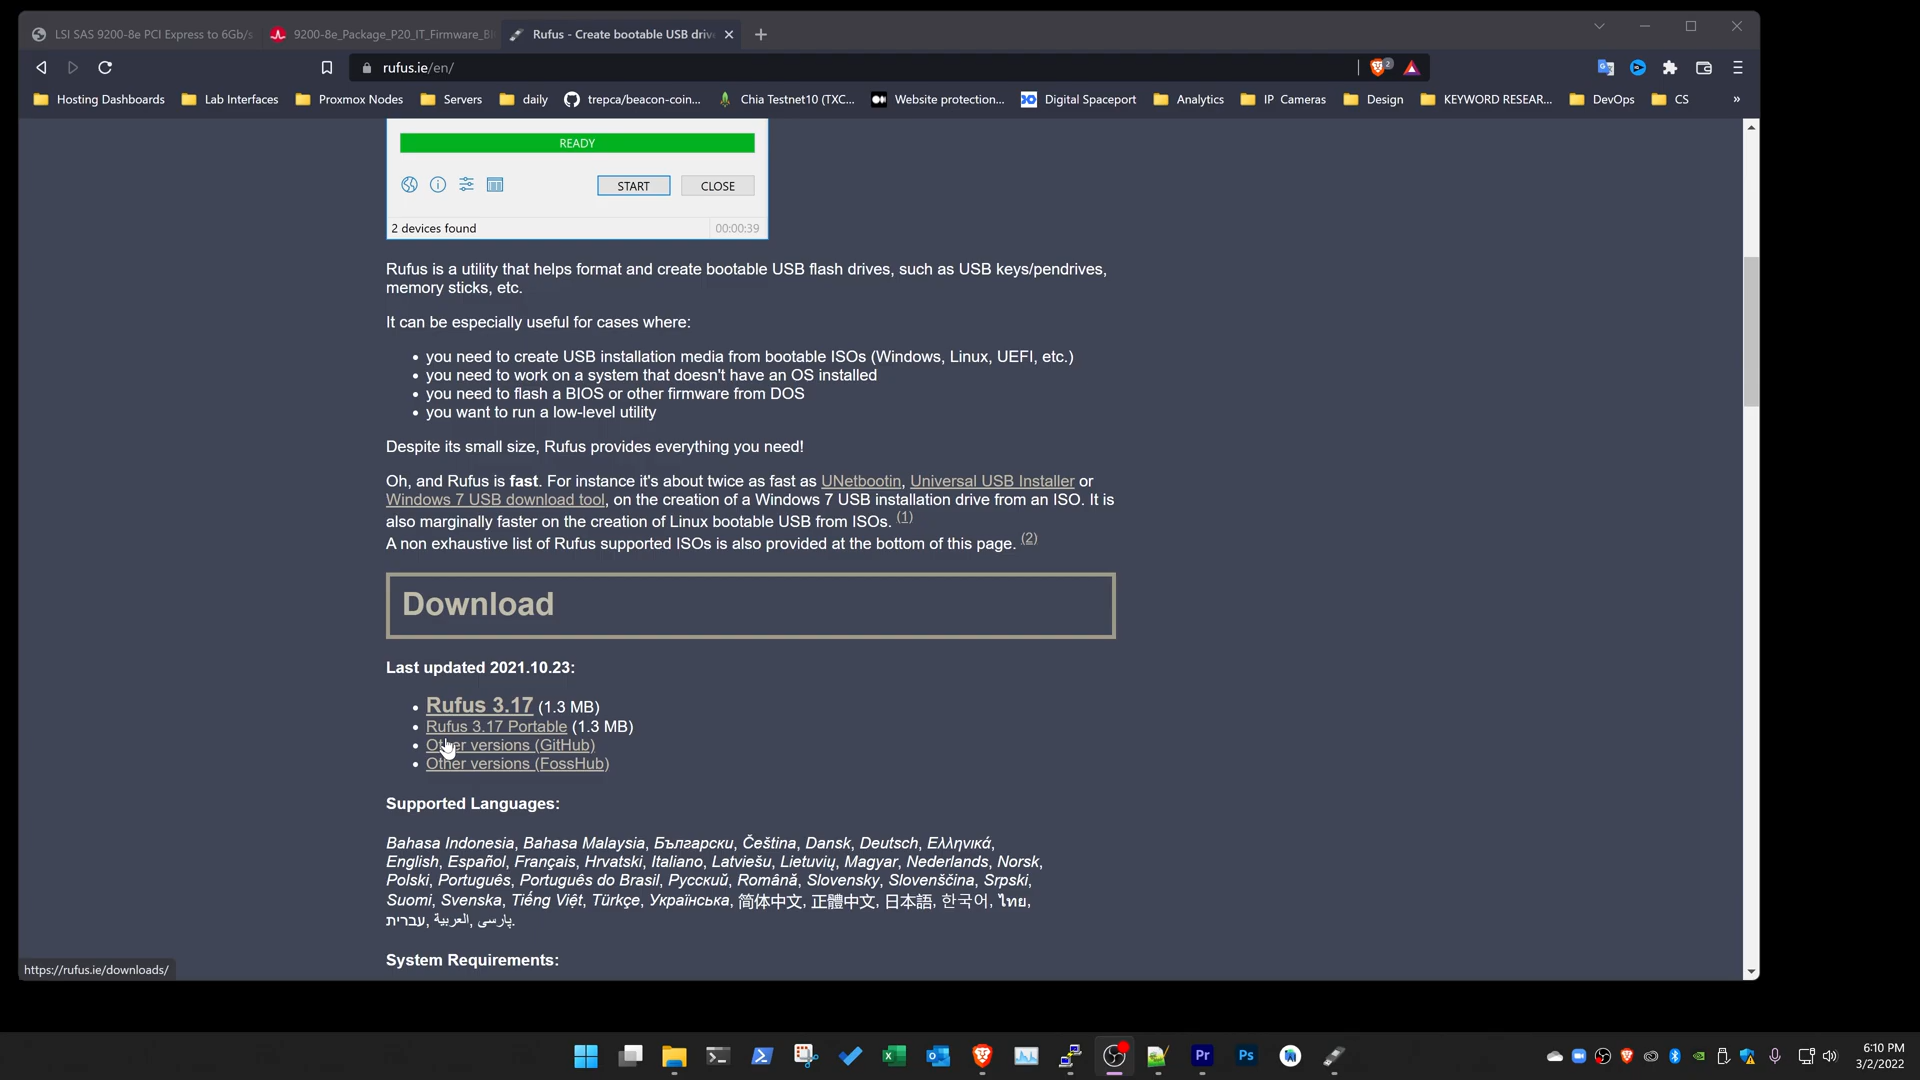 LSI SAS 9200-8e PCI Express to 6Gb/s
9200-8e_Package_P20_IT_Firmware_BI
Rufus - Create bootable USB driv
rufus.ie/en/
2
Hosting Dashboards
Lab Interfaces
Proxmox Nodes
Servers
daily
trepca/beacon-coin...
Chia Testnet10 (TXC...
Website protection...
Digital Spaceport
Analytics
IP Cameras
Design
KEYWORD RESEAR...
DevOps
CS
»
READY
START
CLOSE
2 devices found
00:00:39
Rufus is a utility that helps format and create bootable USB flash drives, such as USB keys/pendrives,
memory sticks, etc.
It can be especially useful for cases where:
• you need to create USB installation media from bootable ISOs (Windows, Linux, UEFI, etc.)
• you need to work on a system that doesn't have an OS installed
• you need to flash a BIOS or other firmware from DOS
• you want to run a low-level utility
Despite its small size, Rufus provides everything you need!
Oh, and Rufus is fast. For instance it's about twice as fast as UNetbootin, Universal USB Installer or
Windows 7 USB download tool, on the creation of a Windows 7 USB installation drive from an ISO. It is
also marginally faster on the creation of Linux bootable USB from ISOs. (1)
A non exhaustive list of Rufus supported ISOs is also provided at the bottom of this page. (2)
Download
Last updated 2021.10.23:
• Rufus 3.17 (1.3 MB)
• Rufus 3.17 Portable (1.3 MB)
• Other versions (GitHub)
• Other versions (FossHub)
Supported Languages:
Bahasa Indonesia, Bahasa Malaysia, Български, Čeština, Dansk, Deutsch, Ελληνικά,
English, Español, Français, Hrvatski, Italiano, Latviešu, Lietuvių, Magyar, Nederlands, Norsk,
Polski, Português, Português do Brasil, Русский, Română, Slovensky, Slovenščina, Srpski,
Suomi, Svenska, Tiếng Việt, Türkçe, Українська, 简体中文, 正體中文, 日本語, 한국어, ไทย,
עברית, العربية, پارسی.
System Requirements:
https://rufus.ie/downloads/
Pr
Ps
6:10 PM
3/2/2022